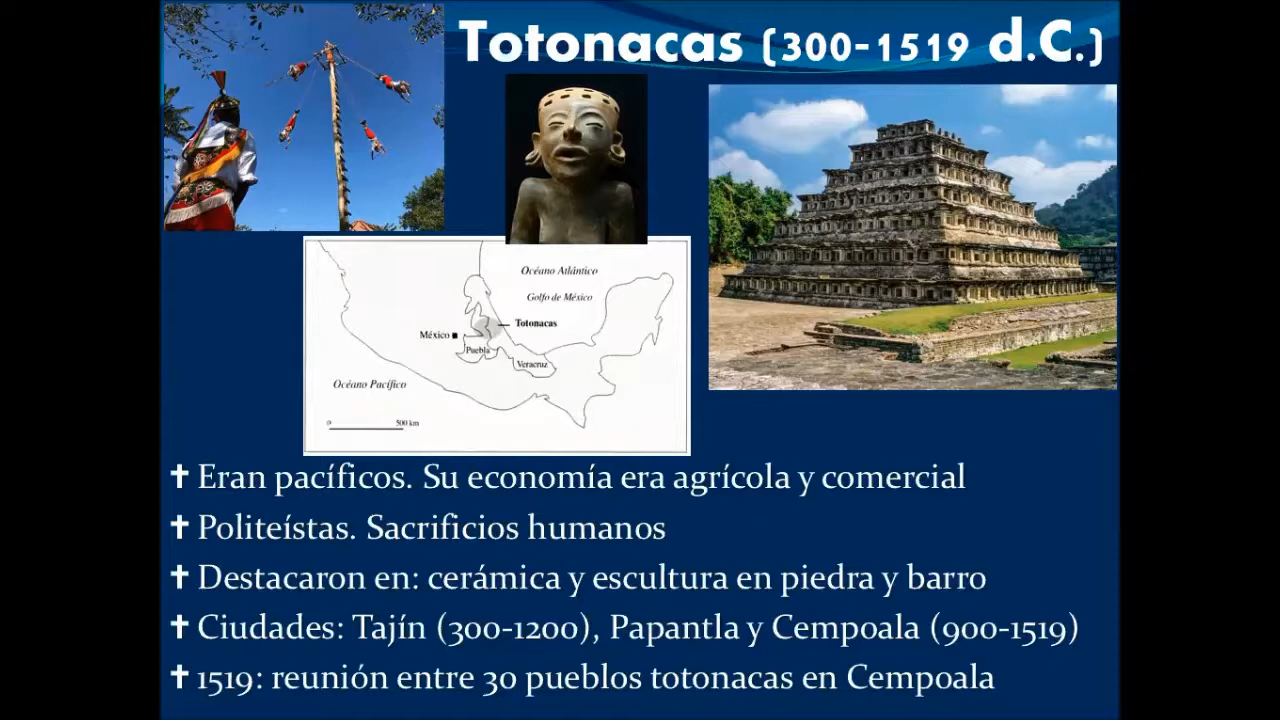 Totonacas (300-1519 d.C.)
Océano Atlántico
Golfo de México
Totonacas
México
Puebla
Veracruz
Océano Pacífico
0 500 km
Eran pacíficos. Su economía era agrícola y comercial
Politeístas. Sacrificios humanos
Destacaron en: cerámica y escultura en piedra y barro
Ciudades: Tajín (300-1200), Papantla y Cempoala (900-1519)
1519: reunión entre 30 pueblos totonacas en Cempoala